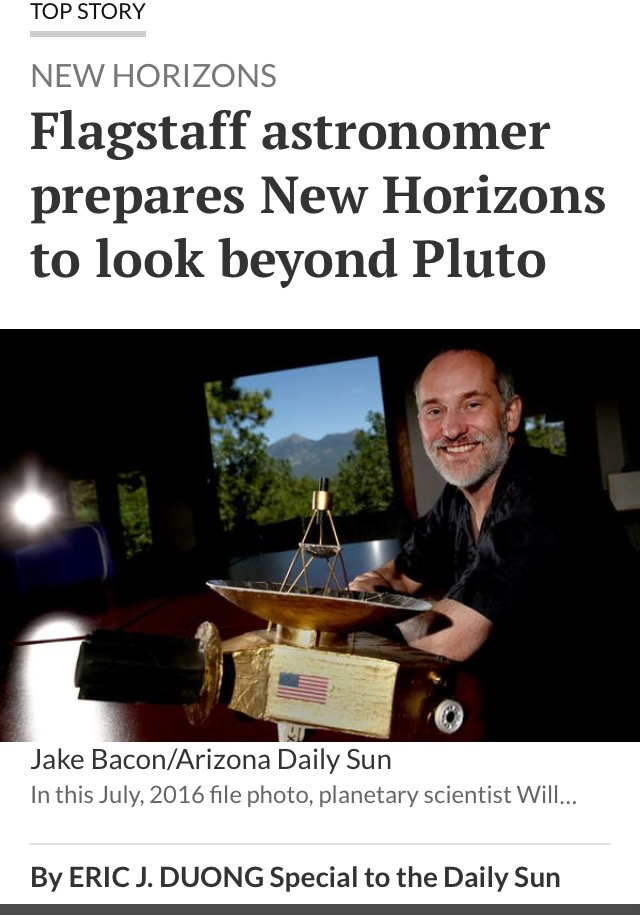 TOP STORY
NEW HORIZONS
Flagstaff astronomer
prepares New Horizons
to look beyond Pluto
Jake Bacon/Arizona Daily Sun
In this July, 2016 file photo, planetary scientist Will...
By ERIC J. DUONG Special to the Daily Sun